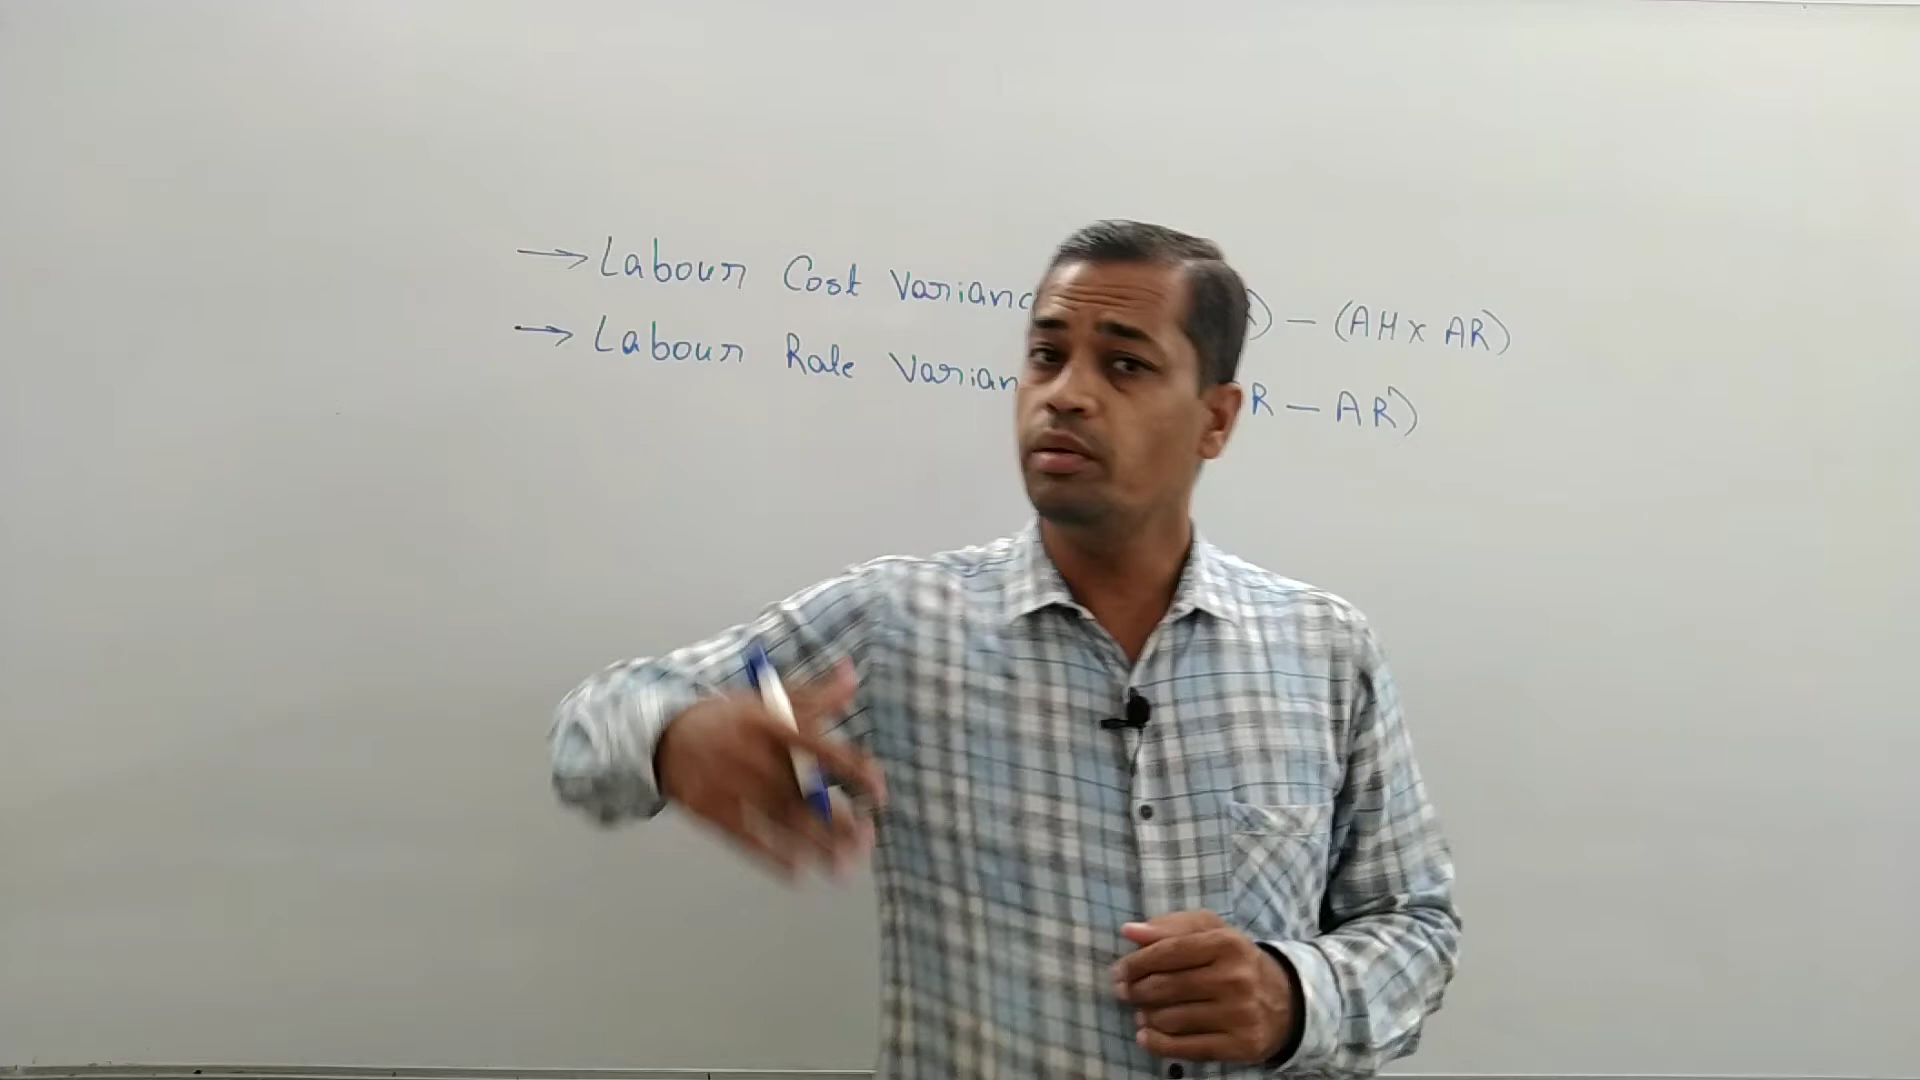 → Labour Cost Varianc ) – (AH x AR)
→ Labour Rate Varian R – AR)